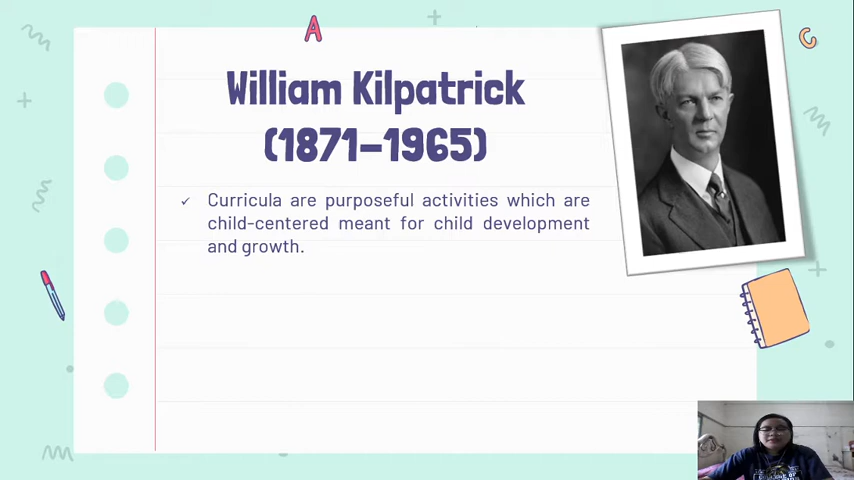 A
C
William Kilpatrick
(1871–1965)
✓ Curricula are purposeful activities which are
child-centered meant for child development
and growth.